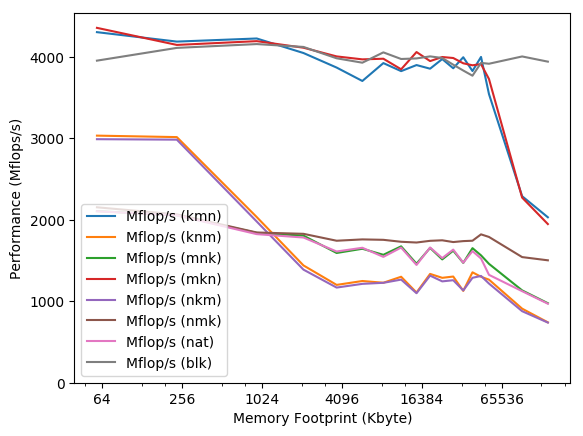 4000
3000
2000
1000
0
Performance (Mflops/s)
Mflop/s (kmn)
Mflop/s (knm)
Mflop/s (mnk)
Mflop/s (mkn)
Mflop/s (nkm)
Mflop/s (nmk)
Mflop/s (nat)
Mflop/s (blk)
64 256 1024 4096 16384 65536
Memory Footprint (Kbyte)